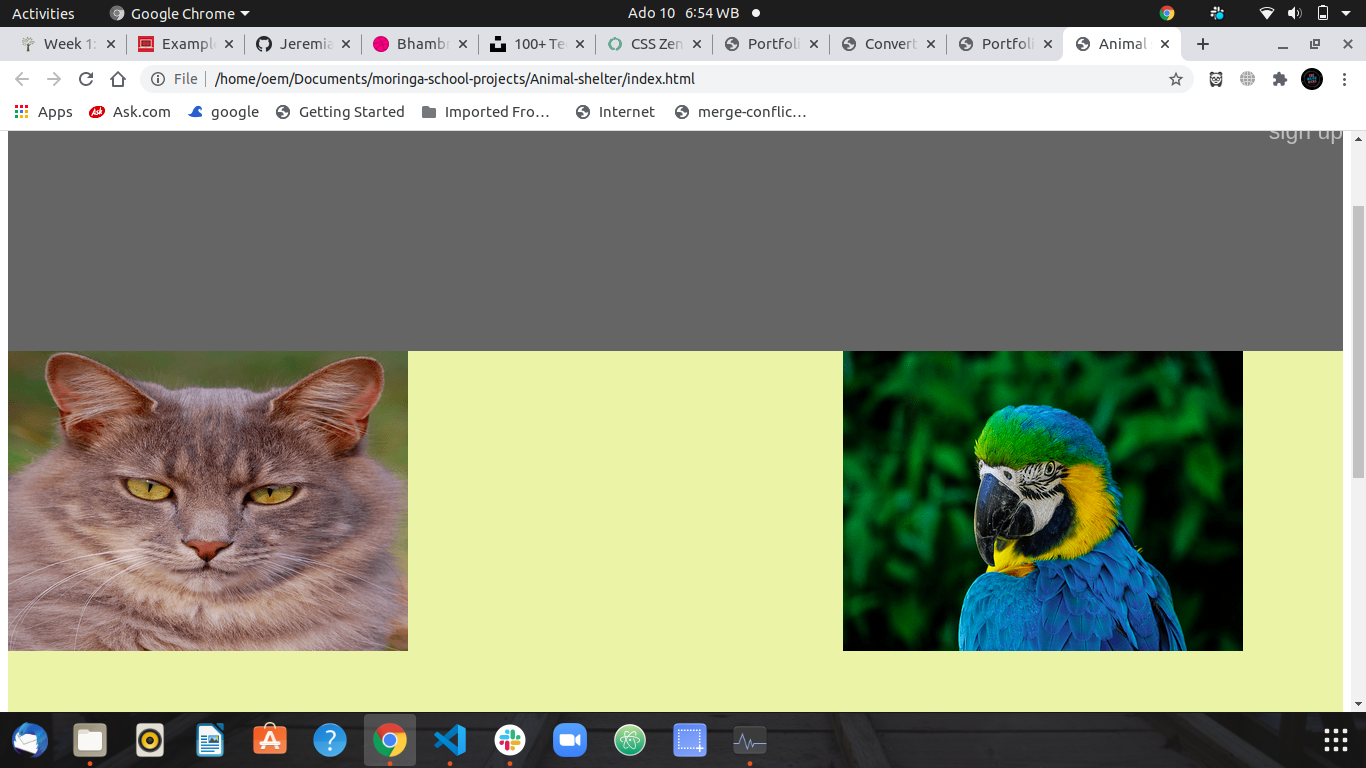 Activities Google Chrome Ado 10 6:54 WB
Week 1: Exampl Jeremia Bhambr 100+ Te CSS Zen Portfoli Convert Portfoli Animal
File /home/oem/Documents/moringa-school-projects/Animal-shelter/index.html
Apps Ask.com google Getting Started Imported Fro… Internet merge-conflic…
sign up